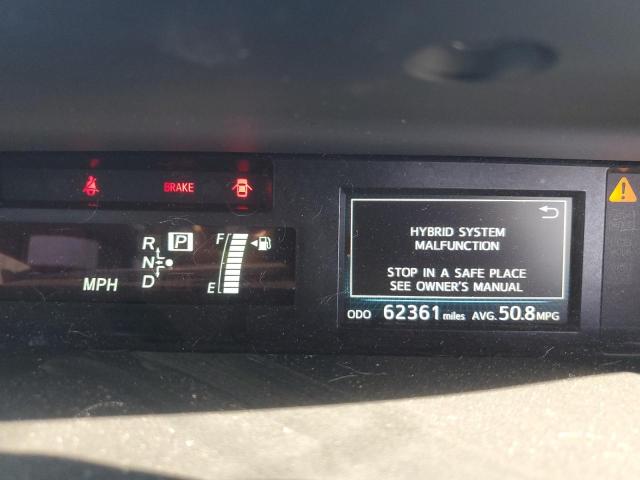 BRAKE
R P
N
D
MPH
F
E
HYBRID SYSTEM
MALFUNCTION
STOP IN A SAFE PLACE
SEE OWNER'S MANUAL
ODO 62361 miles AVG. 50.8 MPG